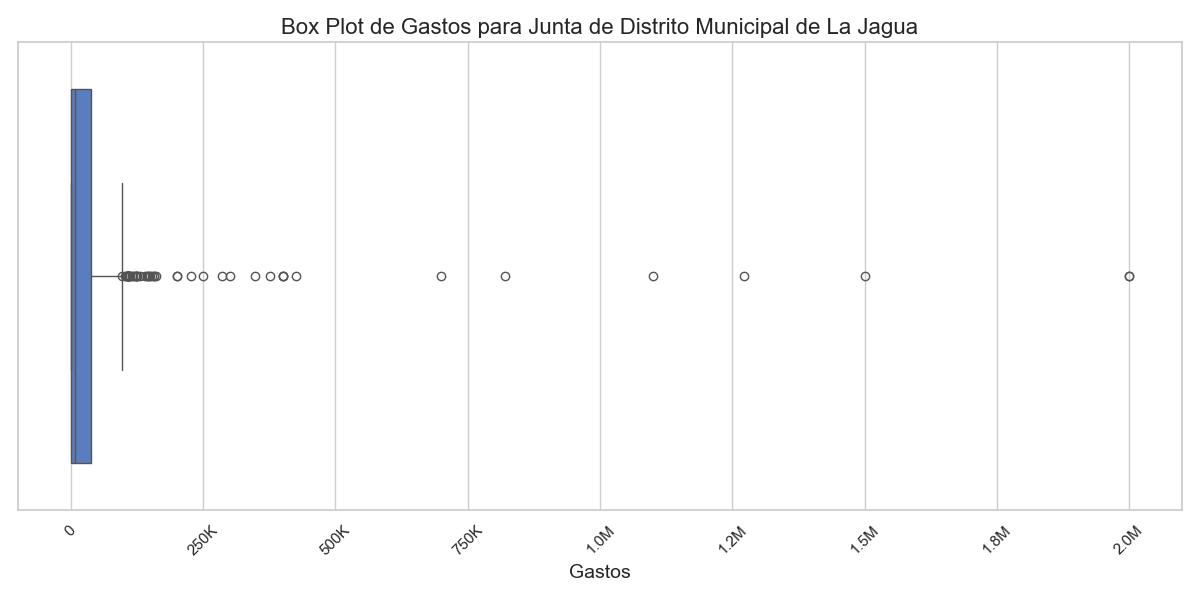 Box Plot de Gastos para Junta de Distrito Municipal de La Jagua
0
250K
500K
750K
1.0M
1.2M
1.5M
1.8M
2.0M
Gastos